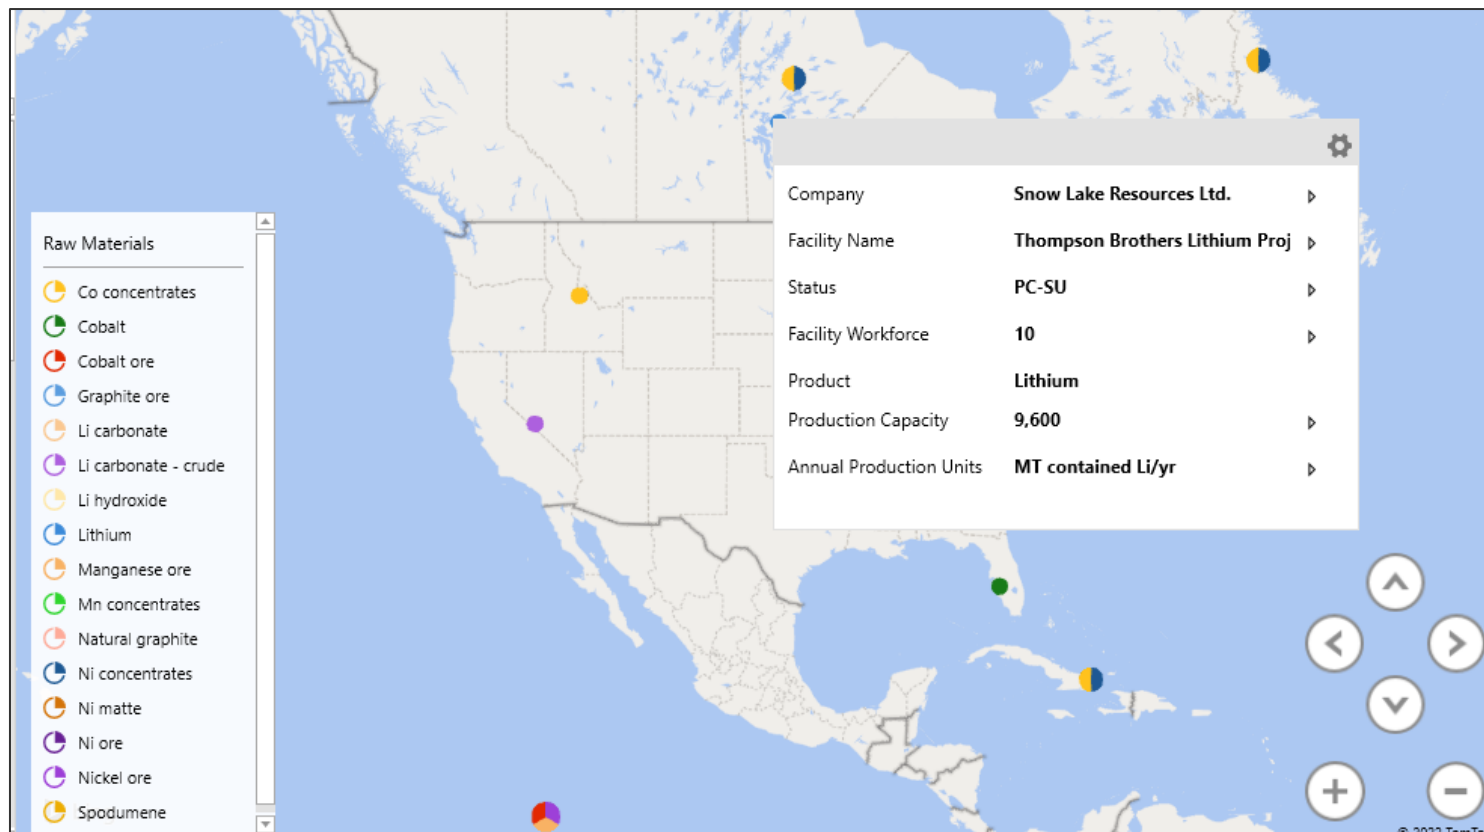 Raw Materials
Co concentrates
Cobalt
Cobalt ore
Graphite ore
Li carbonate
Li carbonate - crude
Li hydroxide
Lithium
Manganese ore
Mn concentrates
Natural graphite
Ni concentrates
Ni matte
Ni ore
Nickel ore
Spodumene
Company Snow Lake Resources Ltd.
Facility Name Thompson Brothers Lithium Proj
Status PC-SU
Facility Workforce 10
Product Lithium
Production Capacity 9,600
Annual Production Units MT contained Li/yr